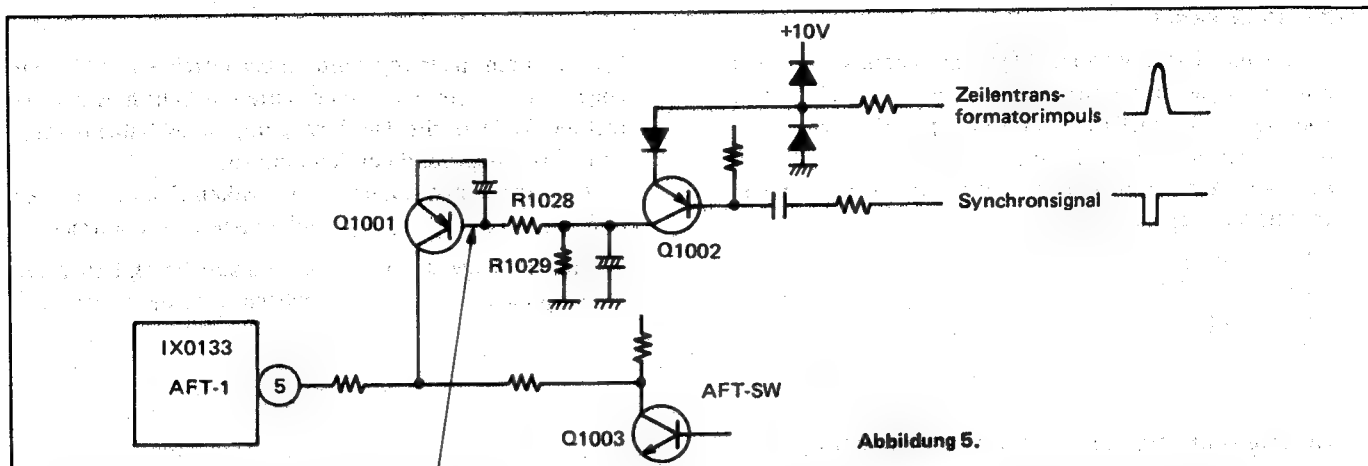 +10V
Zeilentrans-
formatorimpuls
R1028
Q1001
Synchronsignal
Q1002
R1029
IX0133
AFT-1
5
AFT-SW
Q1003
Abbildung 5.